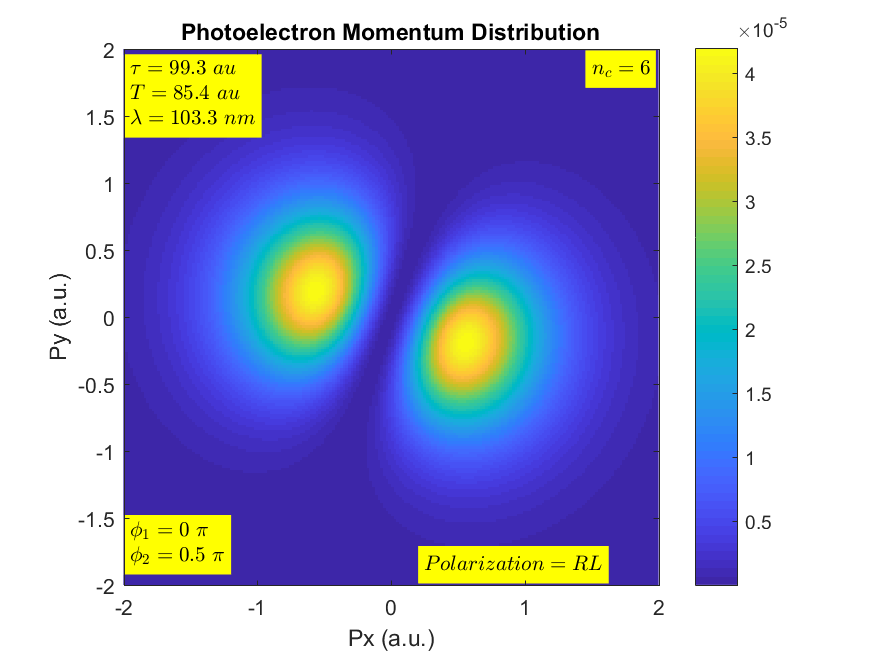 Photoelectron Momentum Distribution
×10⁻⁵
τ = 99.3 au
T = 85.4 au
λ = 103.3 nm
n_c = 6
ϕ₁ = 0 π
ϕ₂ = 0.5 π
Polarization = RL
2
1.5
1
0.5
0
-0.5
-1
-1.5
-2
Py (a.u.)
-2
-1
0
1
2
Px (a.u.)
4
3.5
3
2.5
2
1.5
1
0.5